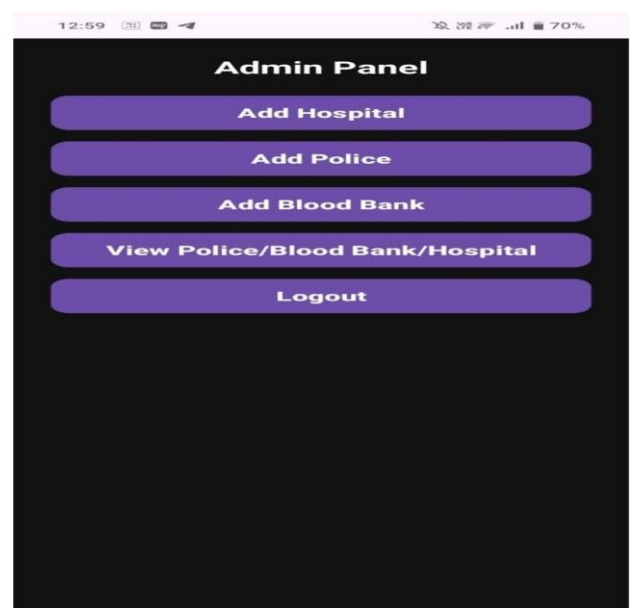 12:59 70%
Admin Panel
Add Hospital
Add Police
Add Blood Bank
View Police/Blood Bank/Hospital
Logout